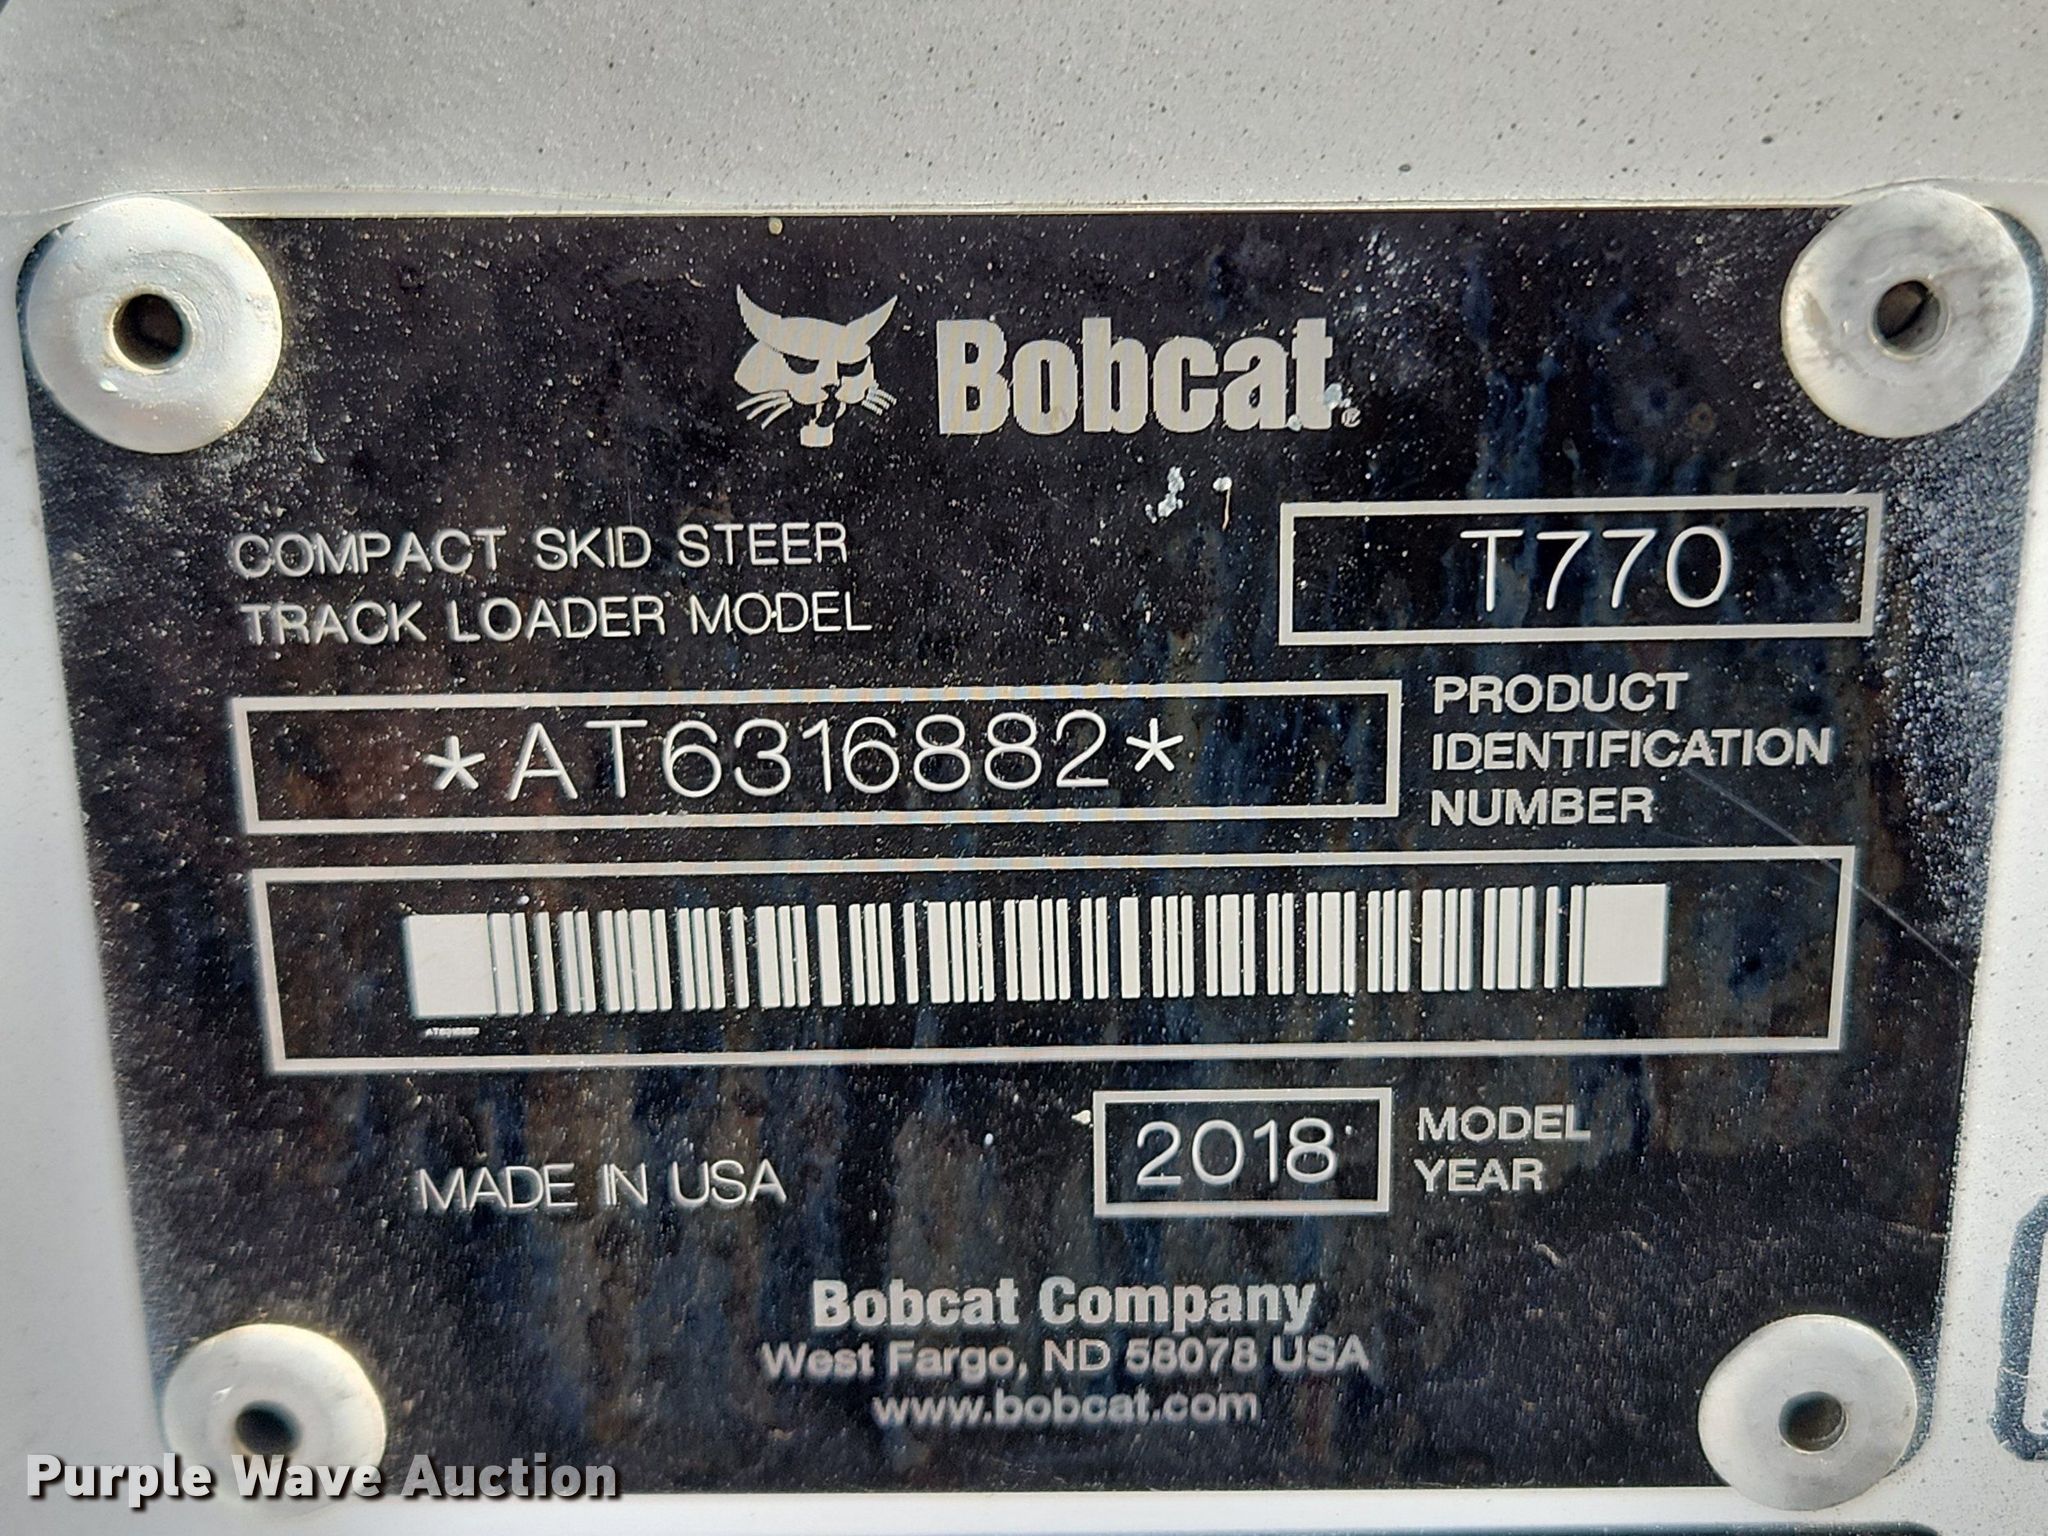 Bobcat®
COMPACT SKID STEER
TRACK LOADER MODEL
T770
*AT6316882*
PRODUCT
IDENTIFICATION
NUMBER
MADE IN USA
2018
MODEL
YEAR
Bobcat Company
West Fargo, ND 58078 USA
www.bobcat.com
Purple Wave Auction